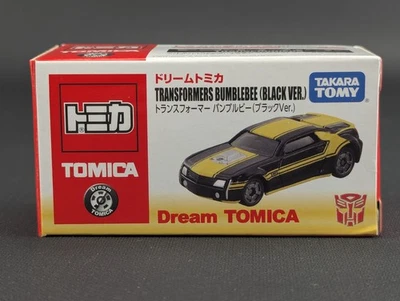 ドリームトミカ
TRANSFORMERS BUMBLEBEE (BLACK VER.)
トランスフォーマー バンブルビー(ブラックVer.)
TAKARA
TOMY
トミカ
TOMICA
Dream
TOMICA
Dream TOMICA